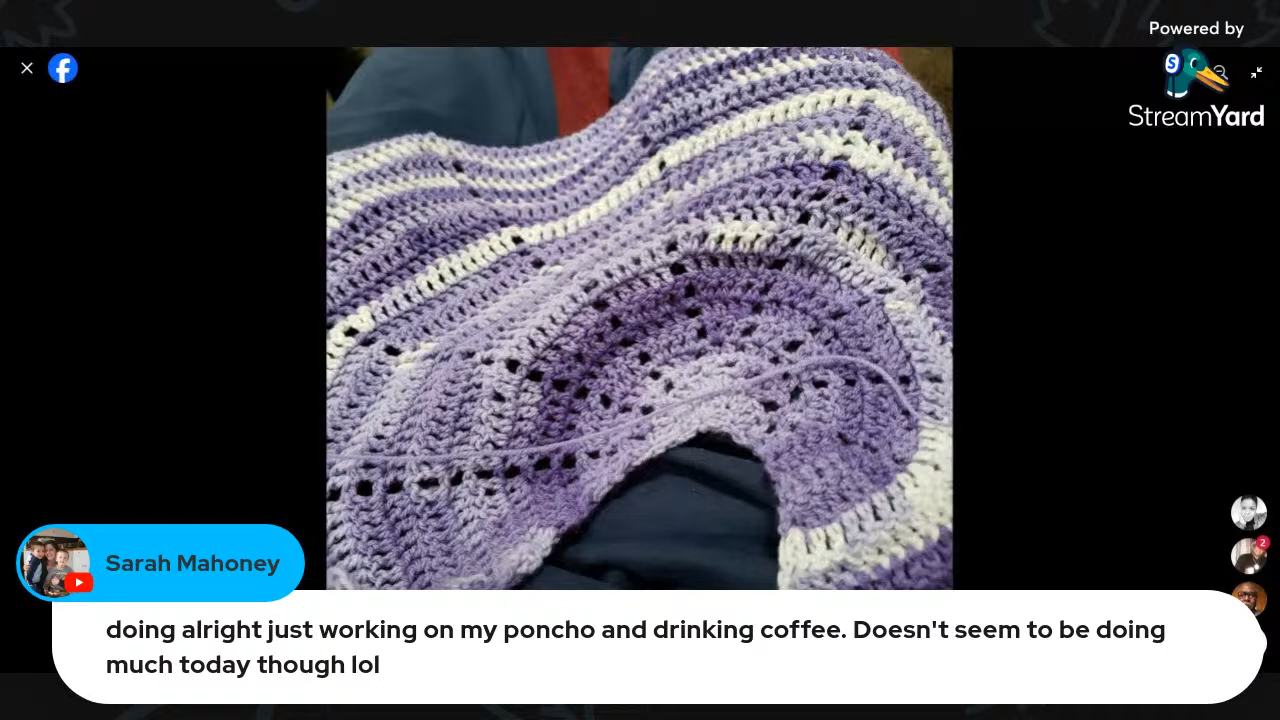 Powered by
StreamYard
Sarah Mahoney
doing alright just working on my poncho and drinking coffee. Doesn't seem to be doing
much today though lol
2